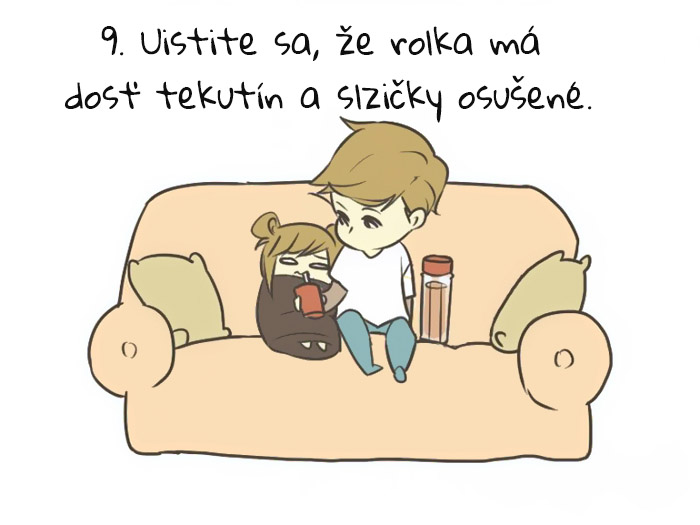 9. Uistite sa, že rolka má
dosť tekutín a slzičky osušené.